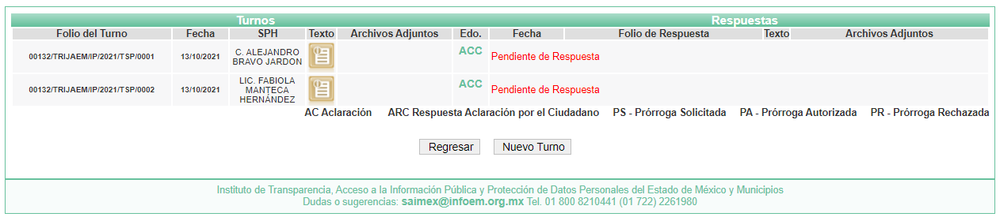 Turnos Respuestas
Folio del Turno Fecha SPH Texto Archivos Adjuntos Edo. Fecha Folio de Respuesta Texto Archivos Adjuntos
00132/TRIJAEM/IP/2021/TSP/0001 13/10/2021 C. ALEJANDRO BRAVO JARDON ACC Pendiente de Respuesta
00132/TRIJAEM/IP/2021/TSP/0002 13/10/2021 LIC. FABIOLA MANTECA HERNÁNDEZ ACC Pendiente de Respuesta
AC Aclaración ARC Respuesta Aclaración por el Ciudadano PS - Prórroga Solicitada PA - Prórroga Autorizada PR - Prórroga Rechazada
Regresar Nuevo Turno
Instituto de Transparencia, Acceso a la Información Pública y Protección de Datos Personales del Estado de México y Municipios
Dudas o sugerencias: saimex@infoem.org.mx Tel. 01 800 8210441 (01 722) 2261980